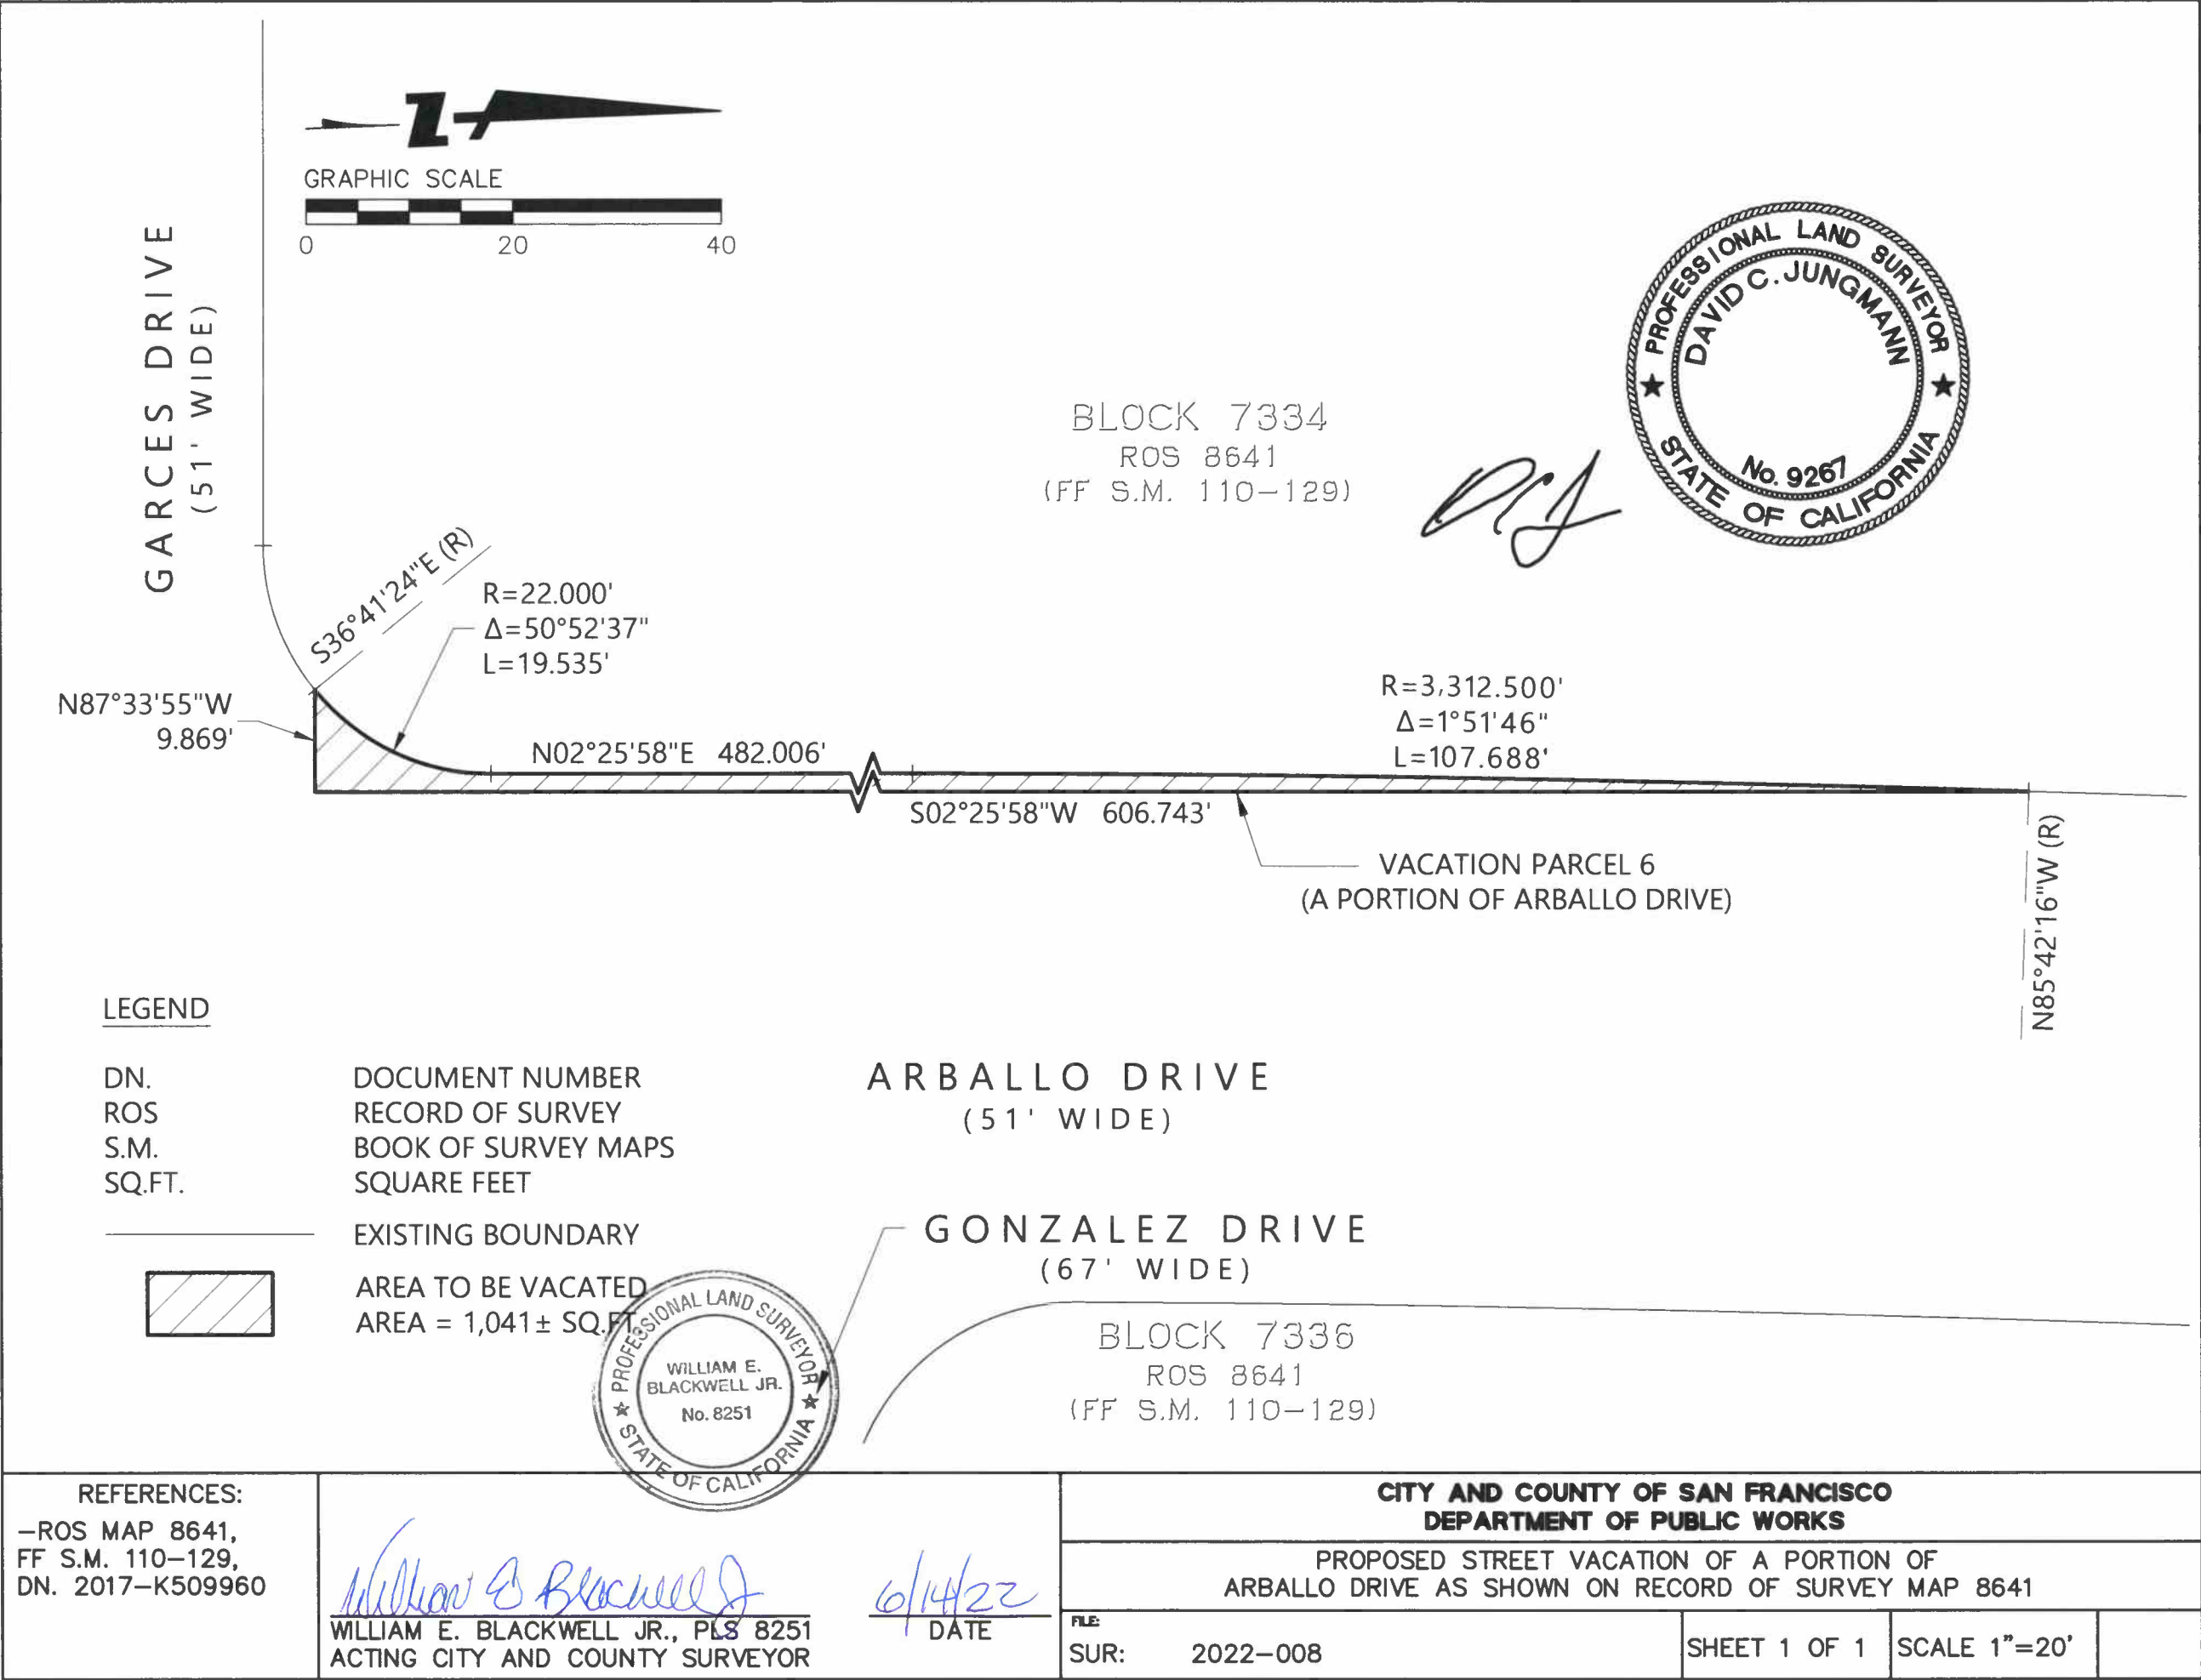 GRAPHIC SCALE
0 20 40
GARCES DRIVE
(51' WIDE)
PROFESSIONAL LAND SURVEYOR
DAVID C. JUNGMANN
No. 9267
STATE OF CALIFORNIA
BLOCK 7334
ROS 8641
(FF S.M. 110-129)
S36°41'24"E (R)
R=22.000'
Δ=50°52'37"
L=19.535'
N87°33'55"W
9.869'
N02°25'58"E 482.006'
R=3,312.500'
Δ=1°51'46"
L=107.688'
S02°25'58"W 606.743'
VACATION PARCEL 6
(A PORTION OF ARBALLO DRIVE)
N85°42'16"W (R)
LEGEND
DN. DOCUMENT NUMBER
ROS RECORD OF SURVEY
S.M. BOOK OF SURVEY MAPS
SQ.FT. SQUARE FEET
EXISTING BOUNDARY
AREA TO BE VACATED
AREA = 1,041± SQ.FT.
ARBALLO DRIVE
(51' WIDE)
GONZALEZ DRIVE
(67' WIDE)
BLOCK 7336
ROS 8641
(FF S.M. 110-129)
PROFESSIONAL LAND SURVEYOR
WILLIAM E.
BLACKWELL JR.
No. 8251
STATE OF CALIFORNIA
REFERENCES:
-ROS MAP 8641,
FF S.M. 110-129,
DN. 2017-K509960
William E Blackwell Jr
6/14/22
WILLIAM E. BLACKWELL JR., PLS 8251
DATE
ACTING CITY AND COUNTY SURVEYOR
CITY AND COUNTY OF SAN FRANCISCO
DEPARTMENT OF PUBLIC WORKS
PROPOSED STREET VACATION OF A PORTION OF
ARBALLO DRIVE AS SHOWN ON RECORD OF SURVEY MAP 8641
FILE:
SUR: 2022-008
SHEET 1 OF 1
SCALE 1"=20'